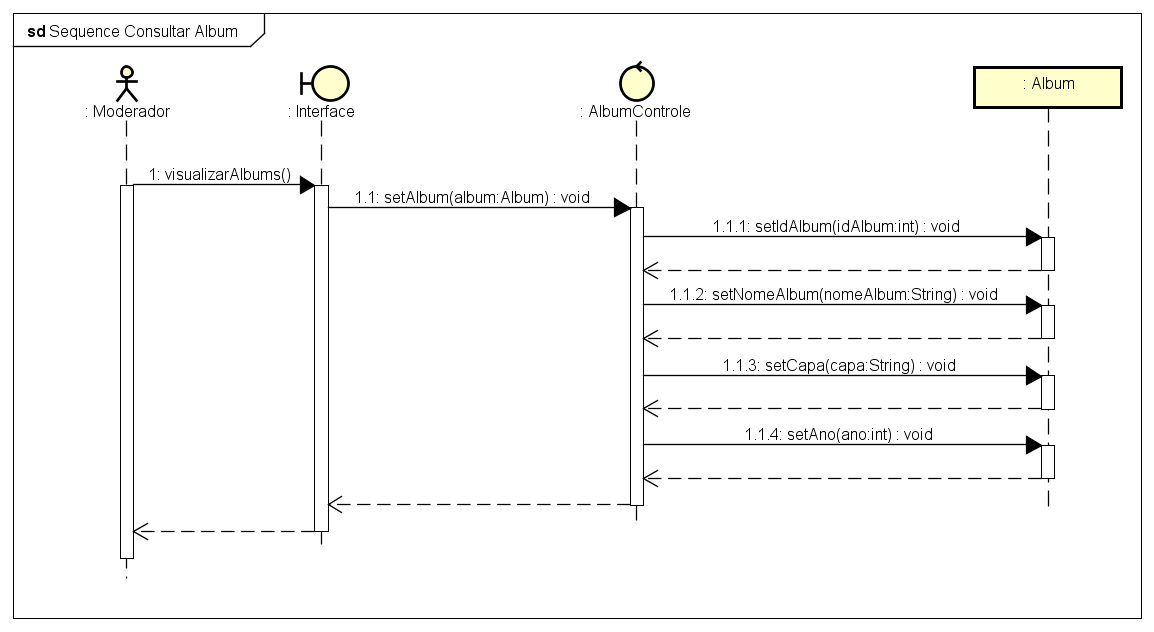 sd Sequence Consultar Album
: Moderador
: Interface
: AlbumControle
: Album
1: visualizarAlbums()
1.1: setAlbum(album:Album) : void
1.1.1: setIdAlbum(idAlbum:int) : void
1.1.2: setNomeAlbum(nomeAlbum:String) : void
1.1.3: setCapa(capa:String) : void
1.1.4: setAno(ano:int) : void